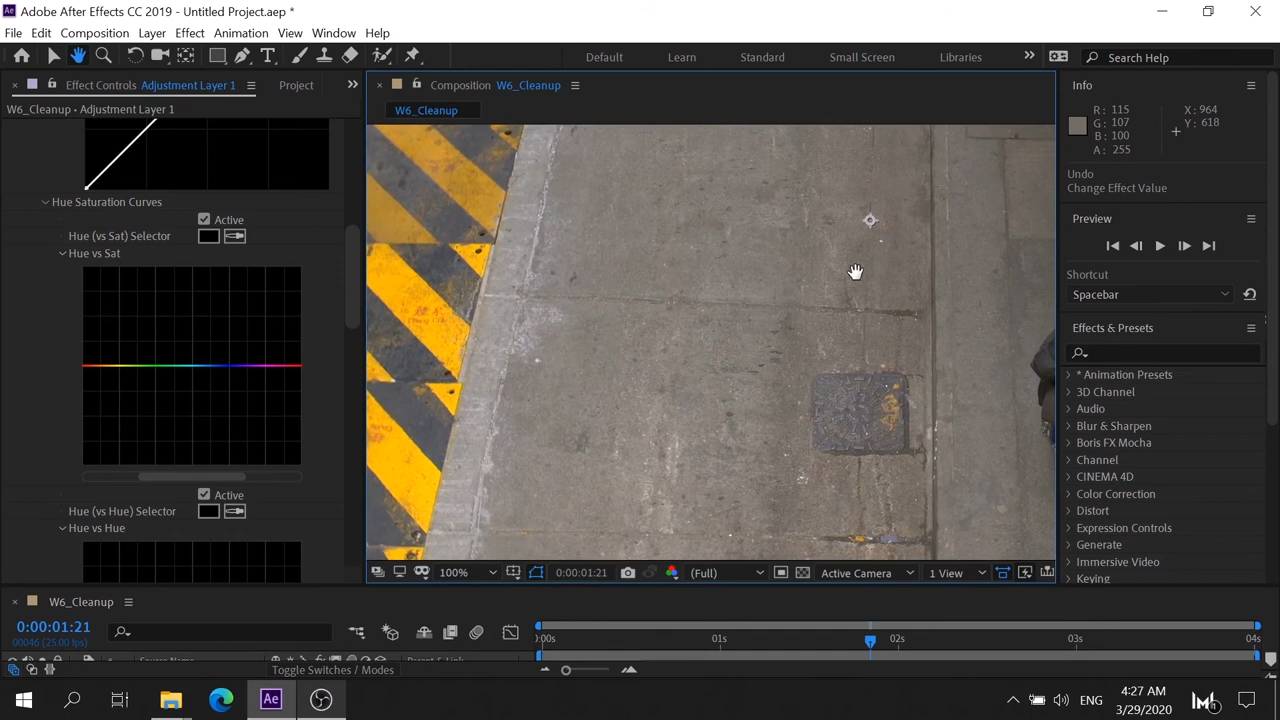 Adobe After Effects CC 2019 - Untitled Project.aep *
File Edit Composition Layer Effect Animation View Window Help
Default Learn Standard Small Screen Libraries Search Help
Effect Controls Adjustment Layer 1 Project
Composition W6_Cleanup
Info
W6_Cleanup • Adjustment Layer 1
W6_Cleanup
R: 115
G: 107
B: 100
A: 255
X: 964
Y: 618
Undo
Change Effect Value
Hue Saturation Curves
Active
Hue (vs Sat) Selector
Hue vs Sat
Preview
Shortcut
Spacebar
Effects & Presets
* Animation Presets
3D Channel
Audio
Blur & Sharpen
Boris FX Mocha
Channel
CINEMA 4D
Color Correction
Distort
Expression Controls
Generate
Immersive Video
Keying
Active
Hue (vs Hue) Selector
Hue vs Hue
100% 0:00:01:21 (Full) Active Camera 1 View
W6_Cleanup
0:00:01:21
00046 (25.00 fps)
:00s 01s 02s 03s 04s
Source Name Parent & Link
Toggle Switches / Modes
ENG
4:27 AM
3/29/2020